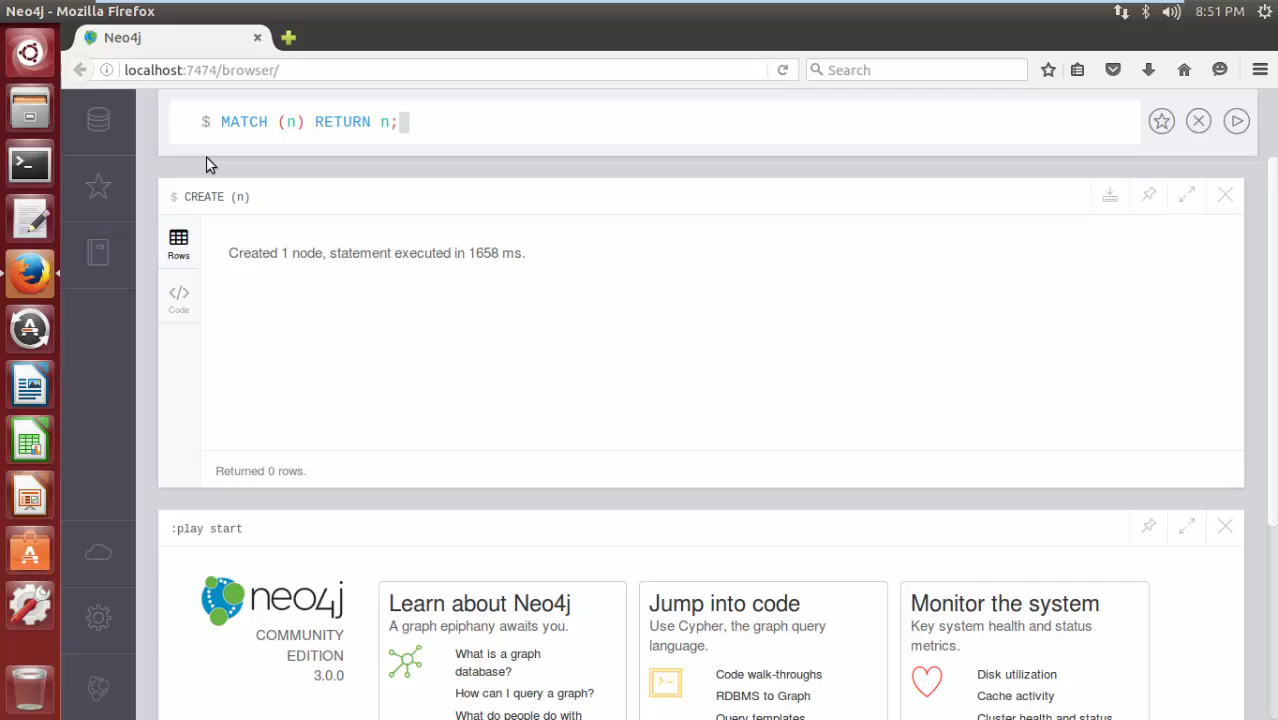 Neo4j - Mozilla Firefox
8:51 PM
Neo4j
localhost:7474/browser/
Search
$ MATCH (n) RETURN n;
$ CREATE (n)
Rows
Code
Created 1 node, statement executed in 1658 ms.
Returned 0 rows.
:play start
neo4j
COMMUNITY
EDITION
3.0.0
Learn about Neo4j
A graph epiphany awaits you.
What is a graph
database?
How can I query a graph?
What do people do with
Jump into code
Use Cypher, the graph query
language.
Code walk-throughs
RDBMS to Graph
Query templates
Monitor the system
Key system health and status
metrics.
Disk utilization
Cache activity
Cluster health and status